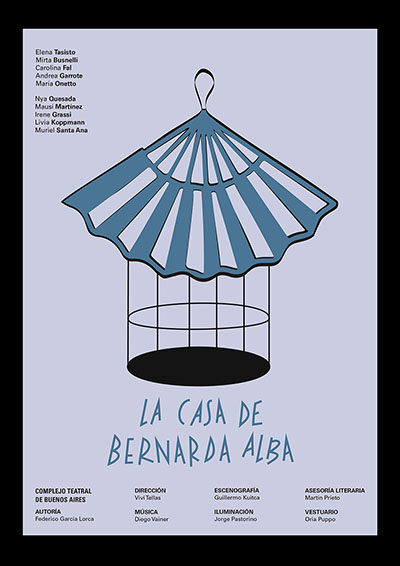 Elena Tasisto
Mirta Busnelli
Carolina Fal
Andrea Garrote
María Onetto
Nya Quesada
Mausi Martínez
Irene Grassi
Livia Koppmann
Muriel Santa Ana
LA CASA DE
BERNARDA ALBA
COMPLEJO TEATRAL
DE BUENOS AIRES
AUTORÍA
Federico García Lorca
DIRECCIÓN
Vivi Tellas
MÚSICA
Diego Vainer
ESCENOGRAFÍA
Guillermo Kuitca
ILUMINACIÓN
Jorge Pastorino
ASESORÍA LITERARIA
Martín Prieto
VESTUARIO
Oria Puppo